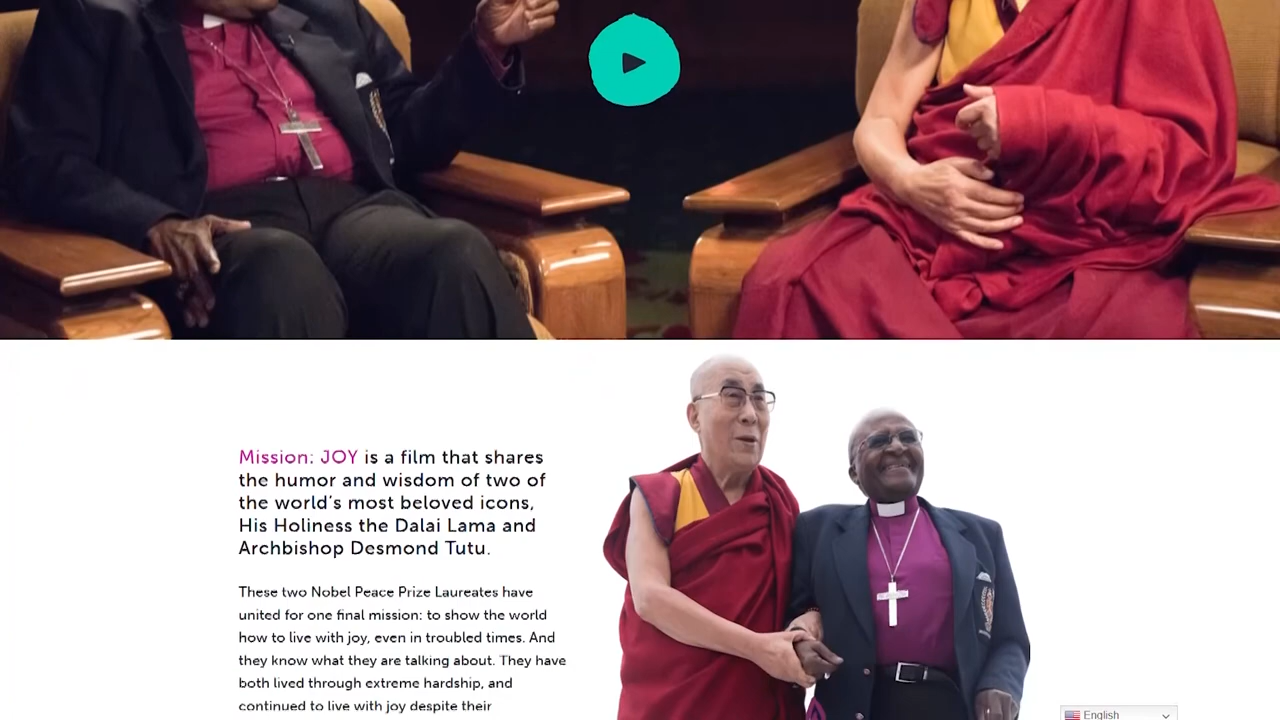 Mission: JOY is a film that shares
the humor and wisdom of two of
the world's most beloved icons,
His Holiness the Dalai Lama and
Archbishop Desmond Tutu.
These two Nobel Peace Prize Laureates have
united for one final mission: to show the world
how to live with joy, even in troubled times. And
they know what they are talking about. They have
both lived through extreme hardship, and
continued to live with joy despite their
English